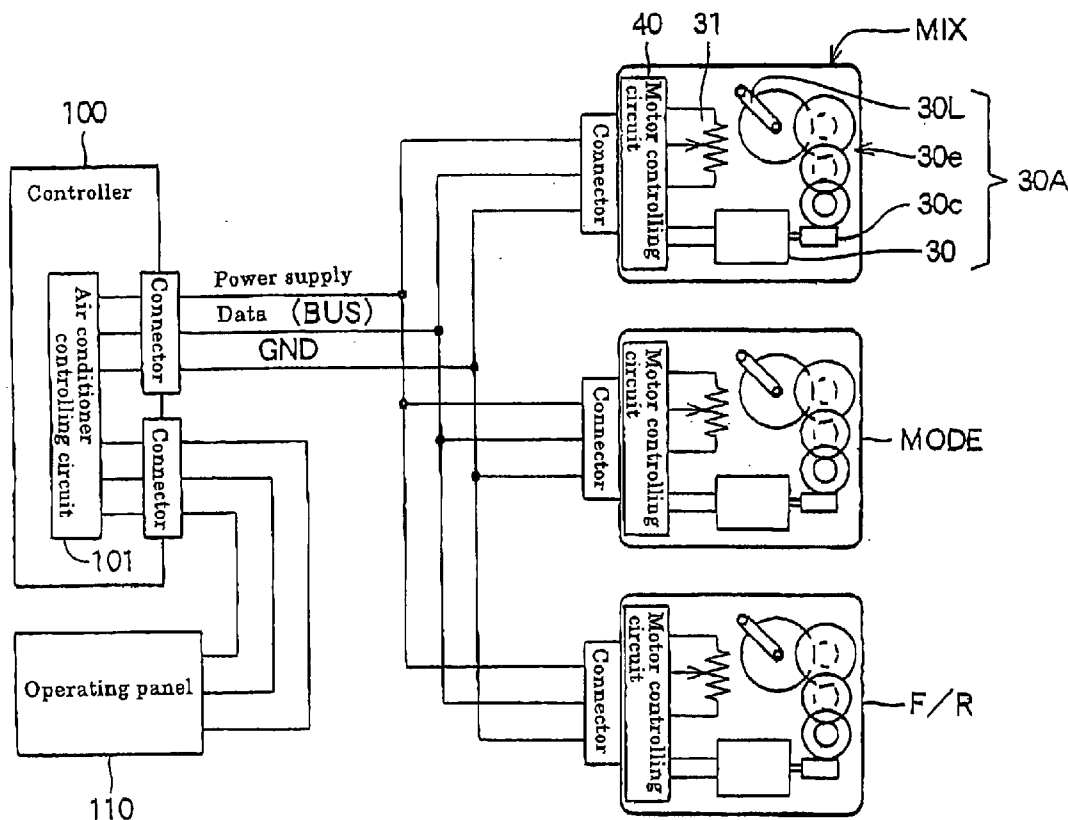 100
Controller
Air conditioner
controlling circuit
101
Connector
Connector
Power supply
Data (BUS)
GND
Operating panel
110
40
31
MIX
Connector
Motor controlling
circuit
30L
30e
30c
30
30A
Connector
Motor controlling
circuit
MODE
Connector
Motor controlling
circuit
F/R